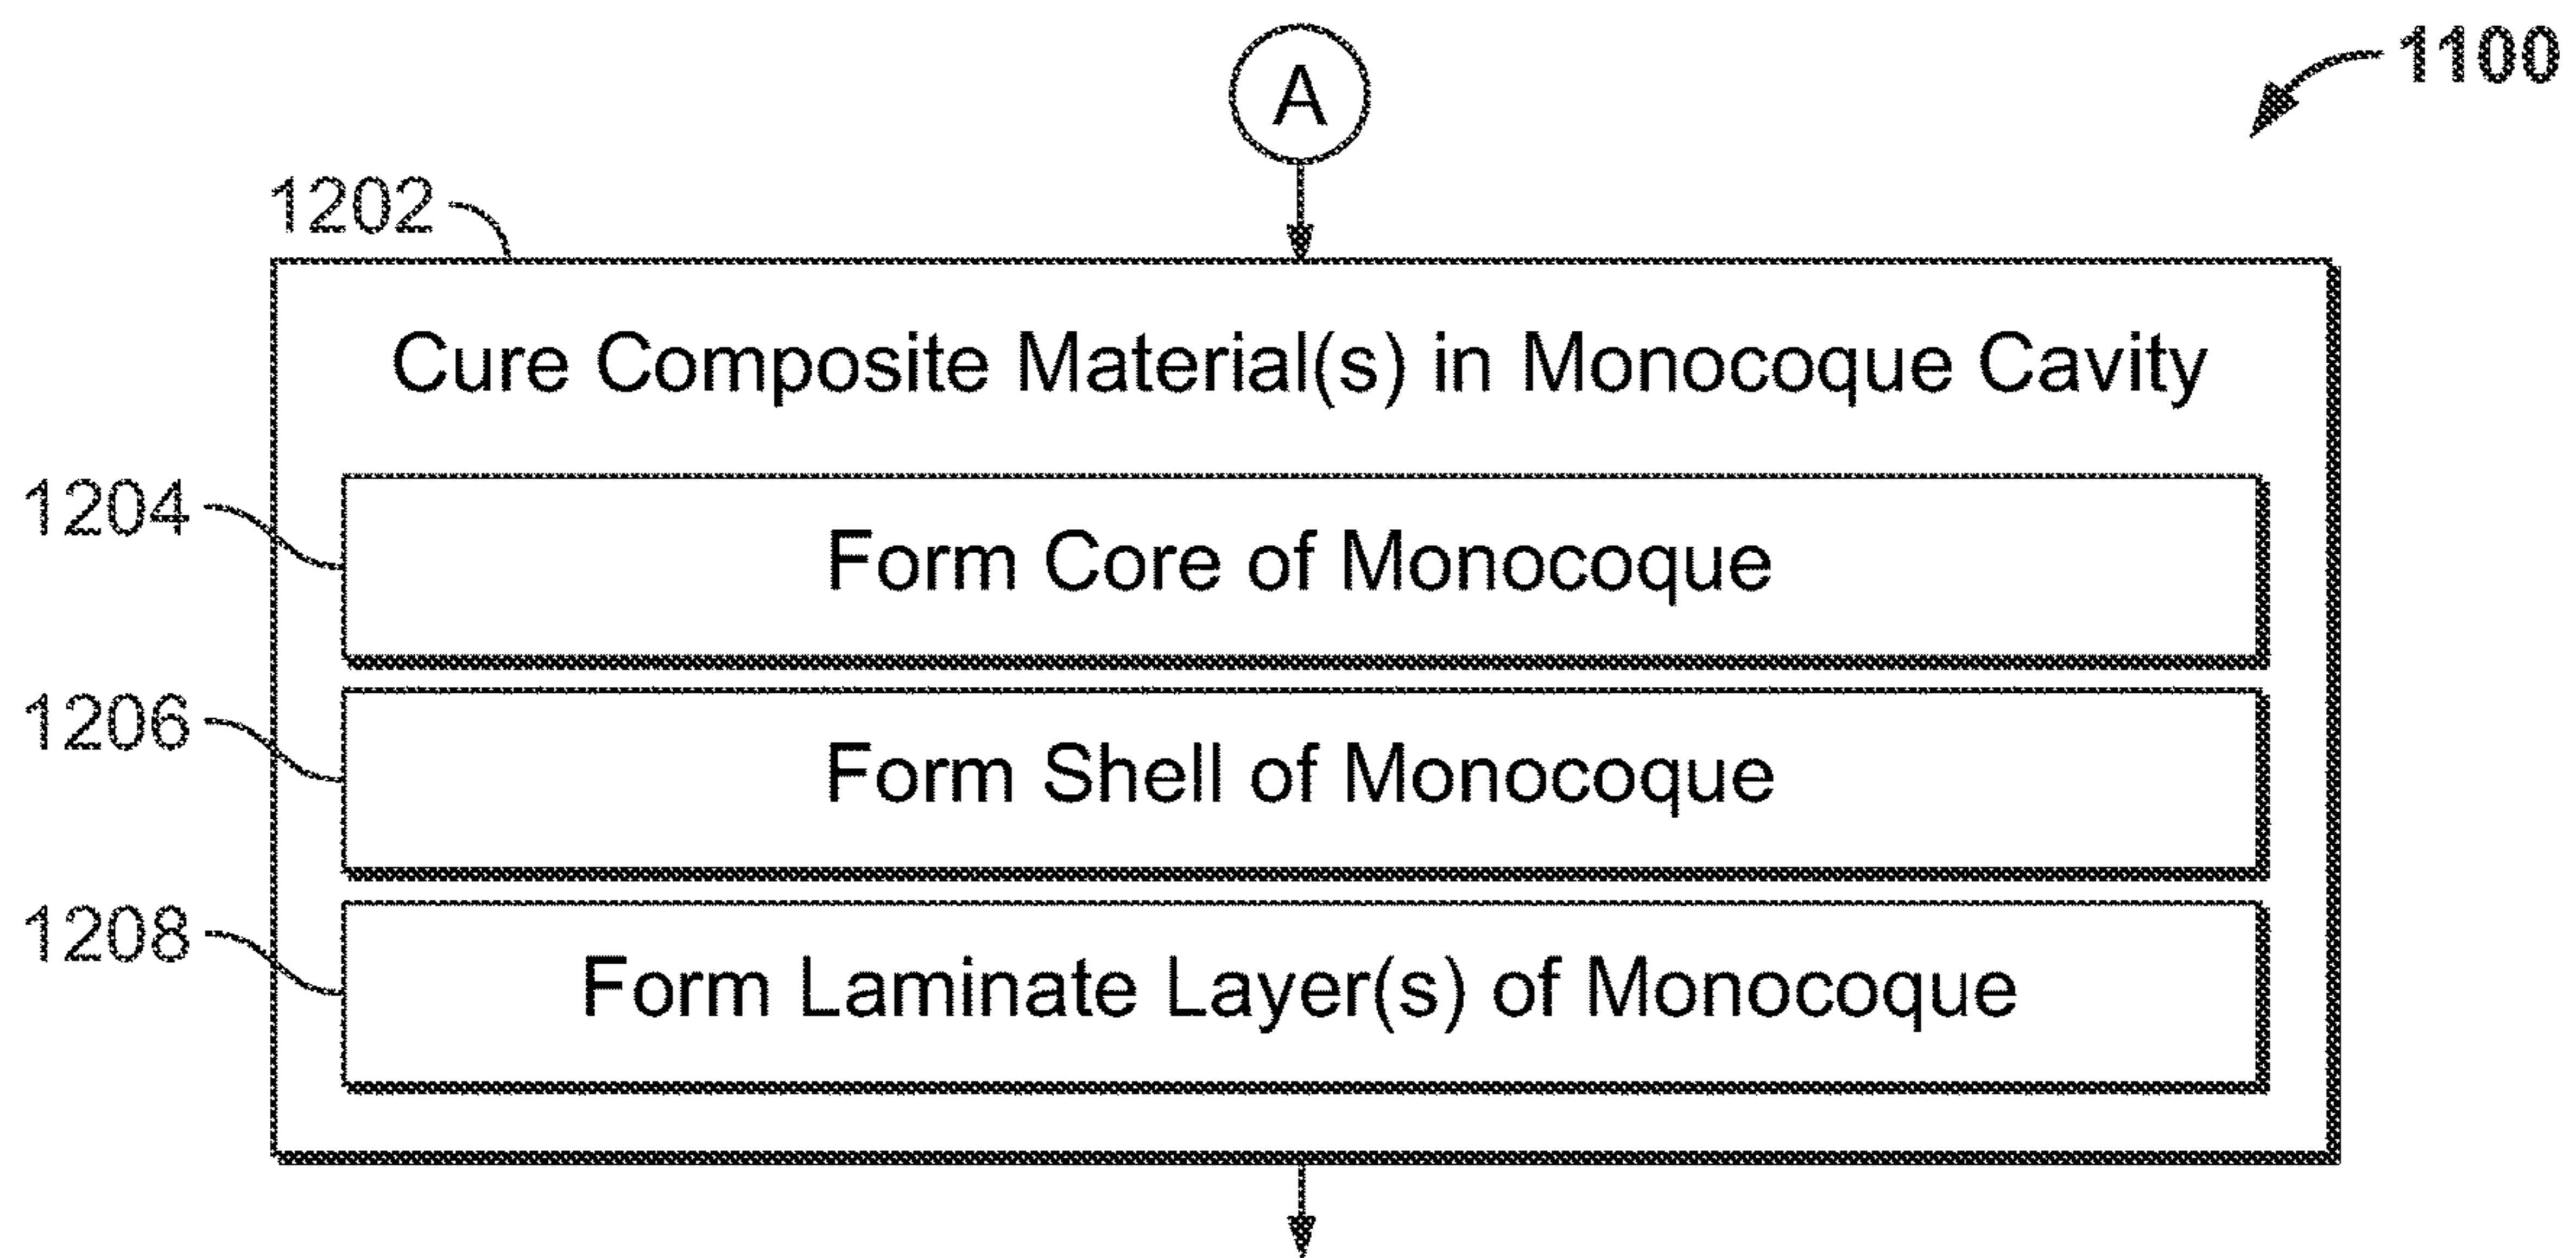 A
1100
1202
Cure Composite Material(s) in Monocoque Cavity
1204
Form Core of Monocoque
1206
Form Shell of Monocoque
1208
Form Laminate Layer(s) of Monocoque